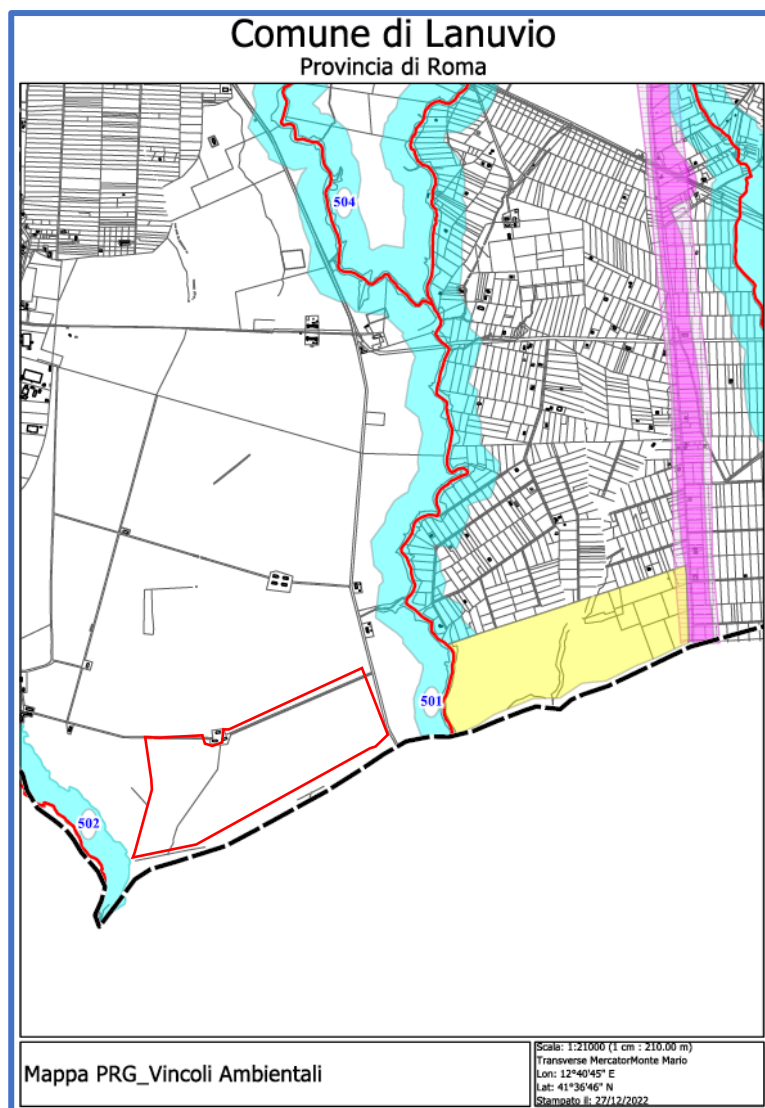 Comune di Lanuvio
Provincia di Roma
504
501
502
Mappa PRG_Vincoli Ambientali
Scala: 1:21000 (1 cm : 210.00 m)
Transverse MercatorMonte Mario
Lon: 12°40'45" E
Lat: 41°36'46" N
Stampato il: 27/12/2022